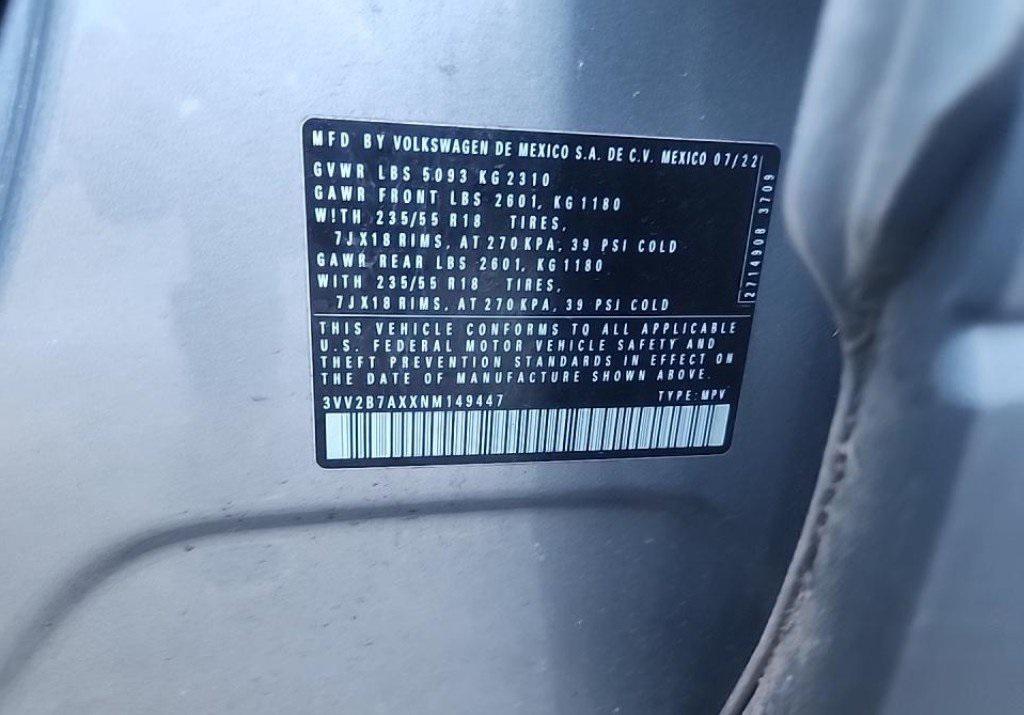 MFD BY VOLKSWAGEN DE MEXICO S.A. DE C.V. MEXICO 07/22
GVWR LBS 5093 KG 2310
GAWR FRONT LBS 2601, KG 1180
WITH 235/55 R18 TIRES,
7JX18 RIMS, AT 270 KPA, 39 PSI COLD
GAWR REAR LBS 2601, KG 1180
WITH 235/55 R18 TIRES,
7JX18 RIMS, AT 270 KPA, 39 PSI COLD
2714908 3709
THIS VEHICLE CONFORMS TO ALL APPLICABLE
U.S. FEDERAL MOTOR VEHICLE SAFETY AND
THEFT PREVENTION STANDARDS IN EFFECT ON
THE DATE OF MANUFACTURE SHOWN ABOVE.
3VV2B7AXXNM149447 TYPE: MPV